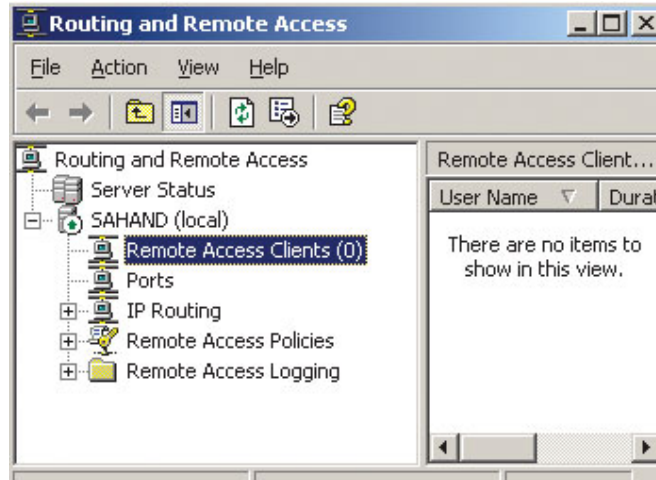 Routing and Remote Access
File Action View Help
Routing and Remote Access
Server Status
SAHAND (local)
Remote Access Clients (0)
Ports
IP Routing
Remote Access Policies
Remote Access Logging
Remote Access Client...
User Name Durat
There are no items to
show in this view.